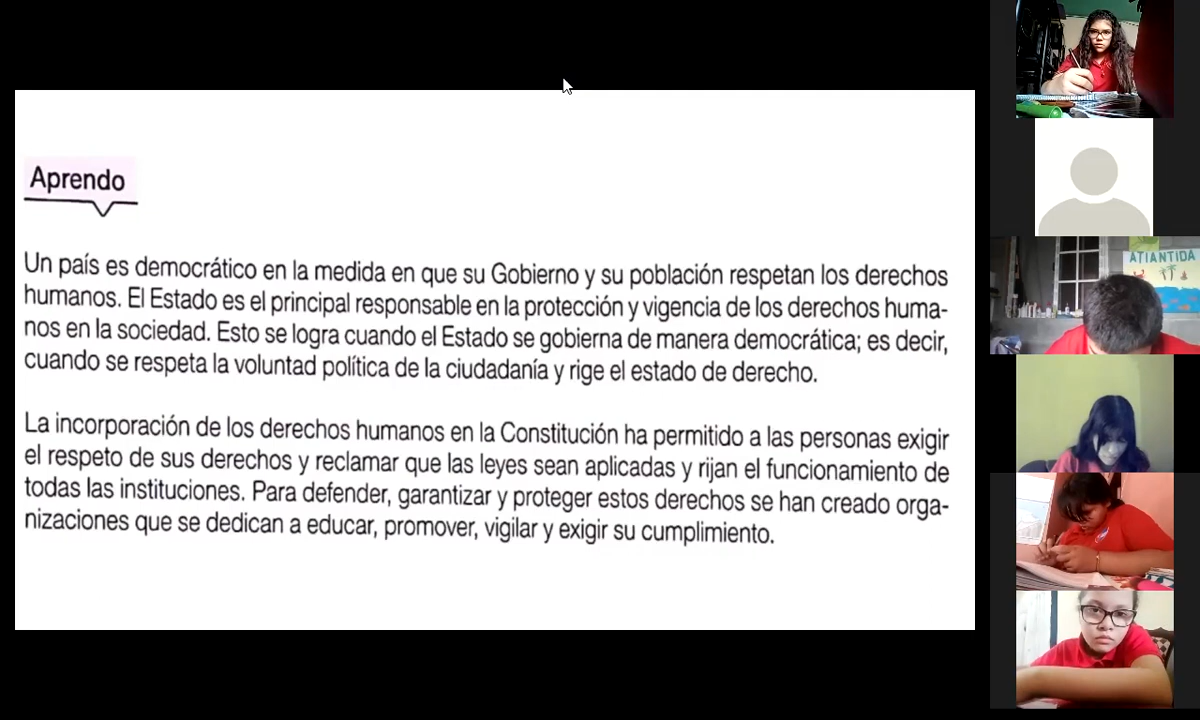 Aprendo
Un país es democrático en la medida en que su Gobierno y su población respetan los derechos
humanos. El Estado es el principal responsable en la protección y vigencia de los derechos huma-
nos en la sociedad. Esto se logra cuando el Estado se gobierna de manera democrática; es decir,
cuando se respeta la voluntad política de la ciudadanía y rige el estado de derecho.
La incorporación de los derechos humanos en la Constitución ha permitido a las personas exigir
el respeto de sus derechos y reclamar que las leyes sean aplicadas y rijan el funcionamiento de
todas las instituciones. Para defender, garantizar y proteger estos derechos se han creado orga-
nizaciones que se dedican a educar, promover, vigilar y exigir su cumplimiento.
ATLANTIDA